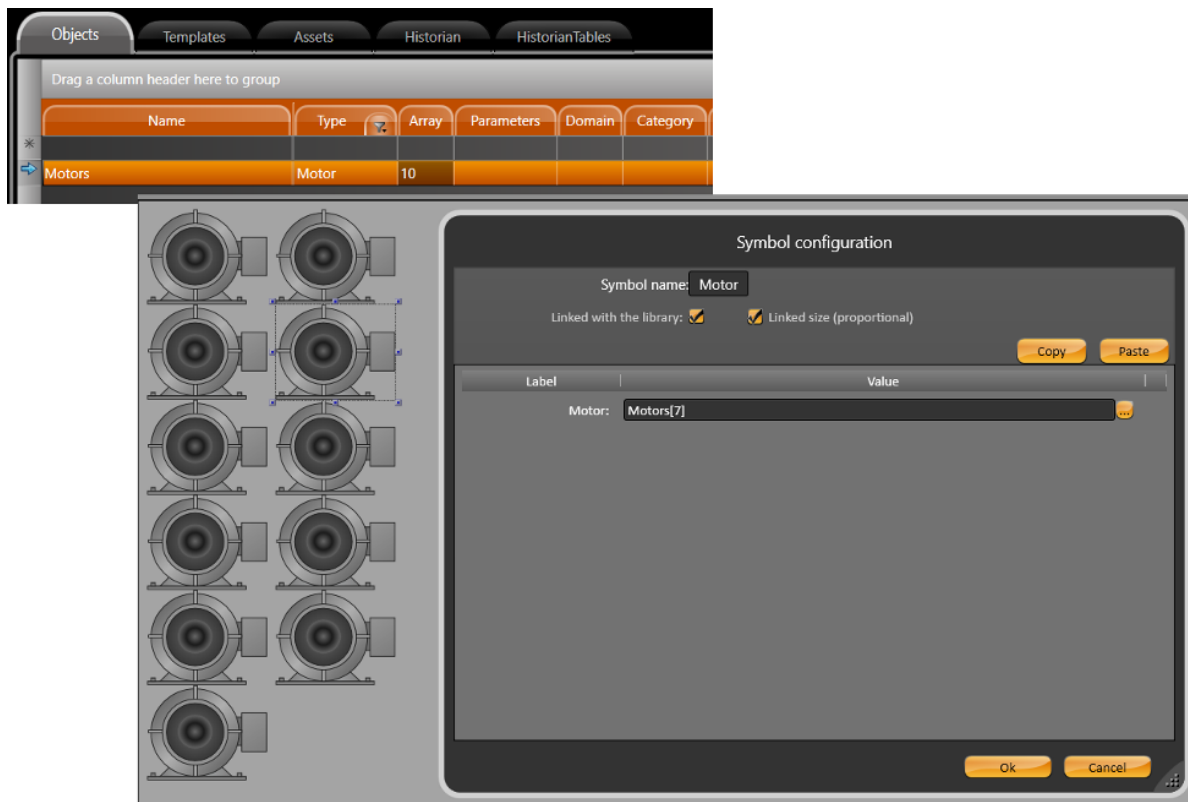 Objects Templates Assets Historian HistorianTables
Drag a column header here to group
Name Type Array Parameters Domain Category
Motors Motor 10
Symbol configuration
Symbol name: Motor
Linked with the library: Linked size (proportional)
Copy Paste
Label Value
Motor: Motors[7] ...
Ok Cancel